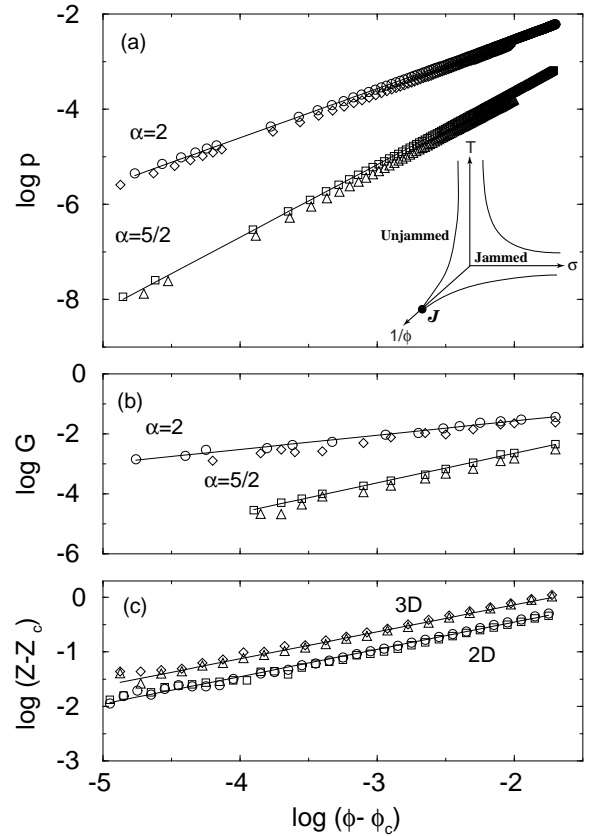 (a)
-2
-4
-6
-8
log p
α=2
α=5/2
T
Unjammed
Jammed
σ
J
1/ϕ
(b)
0
-2
-4
-6
log G
α=2
α=5/2
(c)
0
-1
-2
-3
log (Z-Z_c)
3D
2D
-5 -4 -3 -2
log (ϕ- ϕ_c)